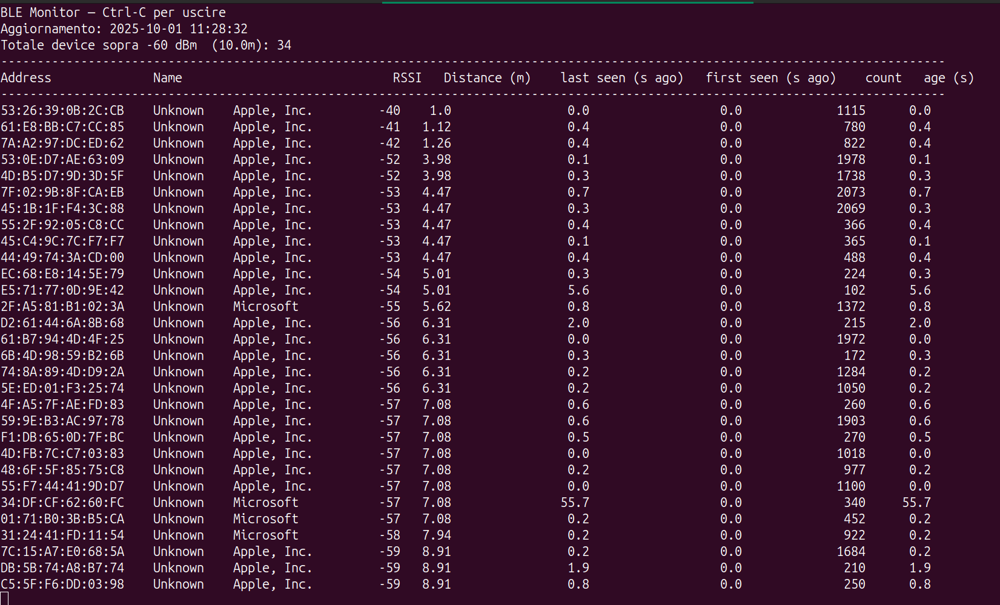 BLE Monitor — Ctrl-C per uscire
Aggiornamento: 2025-10-01 11:28:32
Totale device sopra -60 dBm  (10.0m): 34
----------------------------------------------------------------------------------------------------------------------------------
Address Name RSSI Distance (m) last seen (s ago) first seen (s ago) count age (s)
----------------------------------------------------------------------------------------------------------------------------------
53:26:39:0B:2C:CB Unknown Apple, Inc. -40 1.0 0.0 0.0 1115 0.0
61:E8:BB:C7:CC:85 Unknown Apple, Inc. -41 1.12 0.4 0.0 780 0.4
7A:A2:97:DC:ED:62 Unknown Apple, Inc. -42 1.26 0.4 0.0 822 0.4
53:0E:D7:AE:63:09 Unknown Apple, Inc. -52 3.98 0.1 0.0 1978 0.1
4D:B5:D7:9D:3D:5F Unknown Apple, Inc. -52 3.98 0.3 0.0 1738 0.3
7F:02:9B:8F:CA:EB Unknown Apple, Inc. -53 4.47 0.7 0.0 2073 0.7
45:1B:1F:F4:3C:88 Unknown Apple, Inc. -53 4.47 0.3 0.0 2069 0.3
55:2F:92:05:C8:CC Unknown Apple, Inc. -53 4.47 0.4 0.0 366 0.4
45:C4:9C:7C:F7:F7 Unknown Apple, Inc. -53 4.47 0.1 0.0 365 0.1
44:49:74:3A:CD:00 Unknown Apple, Inc. -53 4.47 0.4 0.0 488 0.4
EC:68:E8:14:5E:79 Unknown Apple, Inc. -54 5.01 0.3 0.0 224 0.3
E5:71:77:0D:9E:42 Unknown Apple, Inc. -54 5.01 5.6 0.0 102 5.6
2F:A5:81:B1:02:3A Unknown Microsoft -55 5.62 0.8 0.0 1372 0.8
D2:61:44:6A:8B:68 Unknown Apple, Inc. -56 6.31 2.0 0.0 215 2.0
61:B7:94:4D:4F:25 Unknown Apple, Inc. -56 6.31 0.0 0.0 1972 0.0
6B:4D:98:59:B2:6B Unknown Apple, Inc. -56 6.31 0.3 0.0 172 0.3
74:8A:89:4D:D9:2A Unknown Apple, Inc. -56 6.31 0.2 0.0 1284 0.2
5E:ED:01:F3:25:74 Unknown Apple, Inc. -56 6.31 0.2 0.0 1050 0.2
4F:A5:7F:AE:FD:83 Unknown Apple, Inc. -57 7.08 0.6 0.0 260 0.6
59:9E:B3:AC:97:78 Unknown Apple, Inc. -57 7.08 0.6 0.0 1903 0.6
F1:DB:65:0D:7F:BC Unknown Apple, Inc. -57 7.08 0.5 0.0 270 0.5
4D:FB:7C:C7:03:83 Unknown Apple, Inc. -57 7.08 0.0 0.0 1018 0.0
48:6F:5F:85:75:C8 Unknown Apple, Inc. -57 7.08 0.2 0.0 977 0.2
55:F7:44:41:9D:D7 Unknown Apple, Inc. -57 7.08 0.0 0.0 1100 0.0
34:DF:CF:62:60:FC Unknown Microsoft -57 7.08 55.7 0.0 340 55.7
01:71:B0:3B:B5:CA Unknown Microsoft -57 7.08 0.2 0.0 452 0.2
31:24:41:FD:11:54 Unknown Microsoft -58 7.94 0.2 0.0 922 0.2
7C:15:A7:E0:68:5A Unknown Apple, Inc. -59 8.91 0.2 0.0 1684 0.2
DB:5B:74:A8:B7:74 Unknown Apple, Inc. -59 8.91 1.9 0.0 210 1.9
C5:5F:F6:DD:03:98 Unknown Apple, Inc. -59 8.91 0.8 0.0 250 0.8